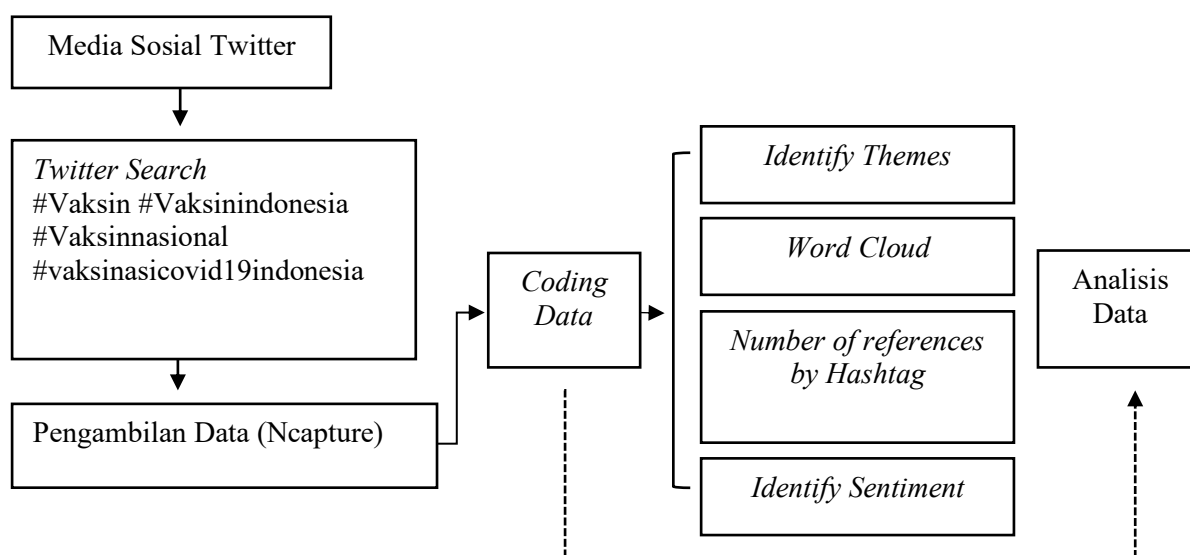 Media Sosial Twitter
Twitter Search
#Vaksin #Vaksinindonesia
#Vaksinnasional
#vaksinasicovid19indonesia
Pengambilan Data (Ncapture)
Coding
Data
Identify Themes
Word Cloud
Number of references
by Hashtag
Identify Sentiment
Analisis
Data